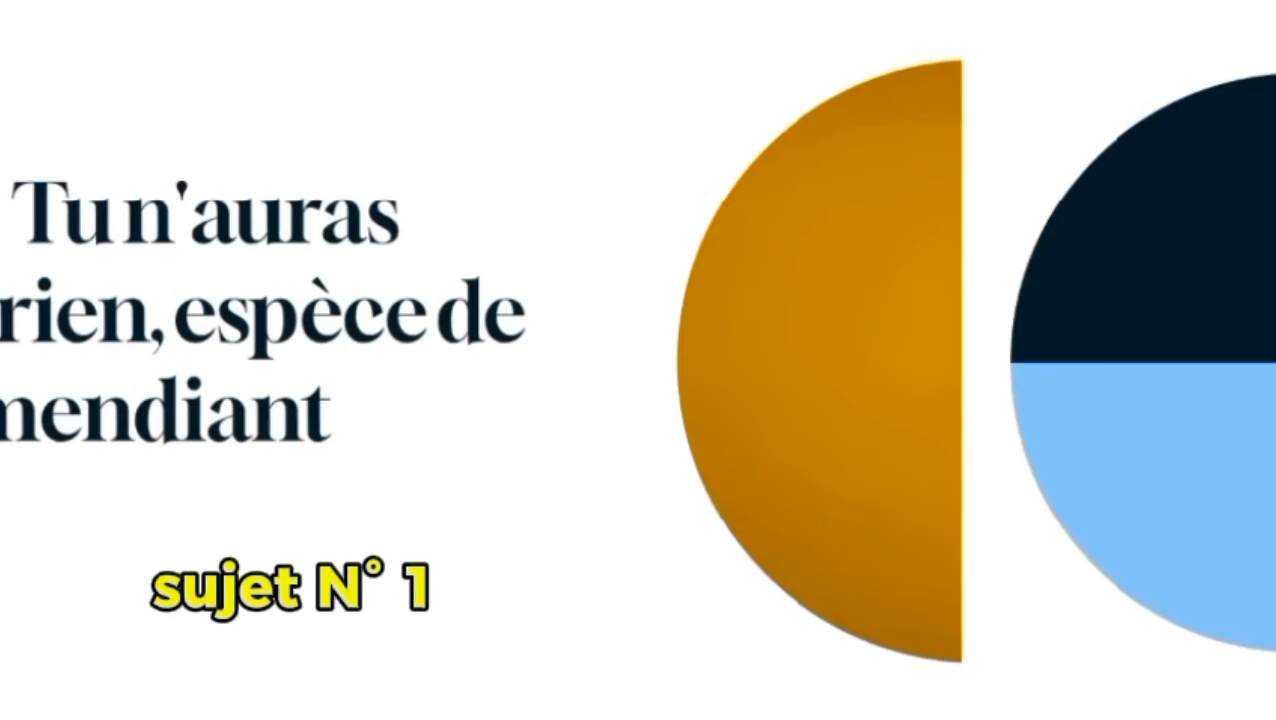 Tu n'auras
rien, espèce de
mendiant
sujet N° 1